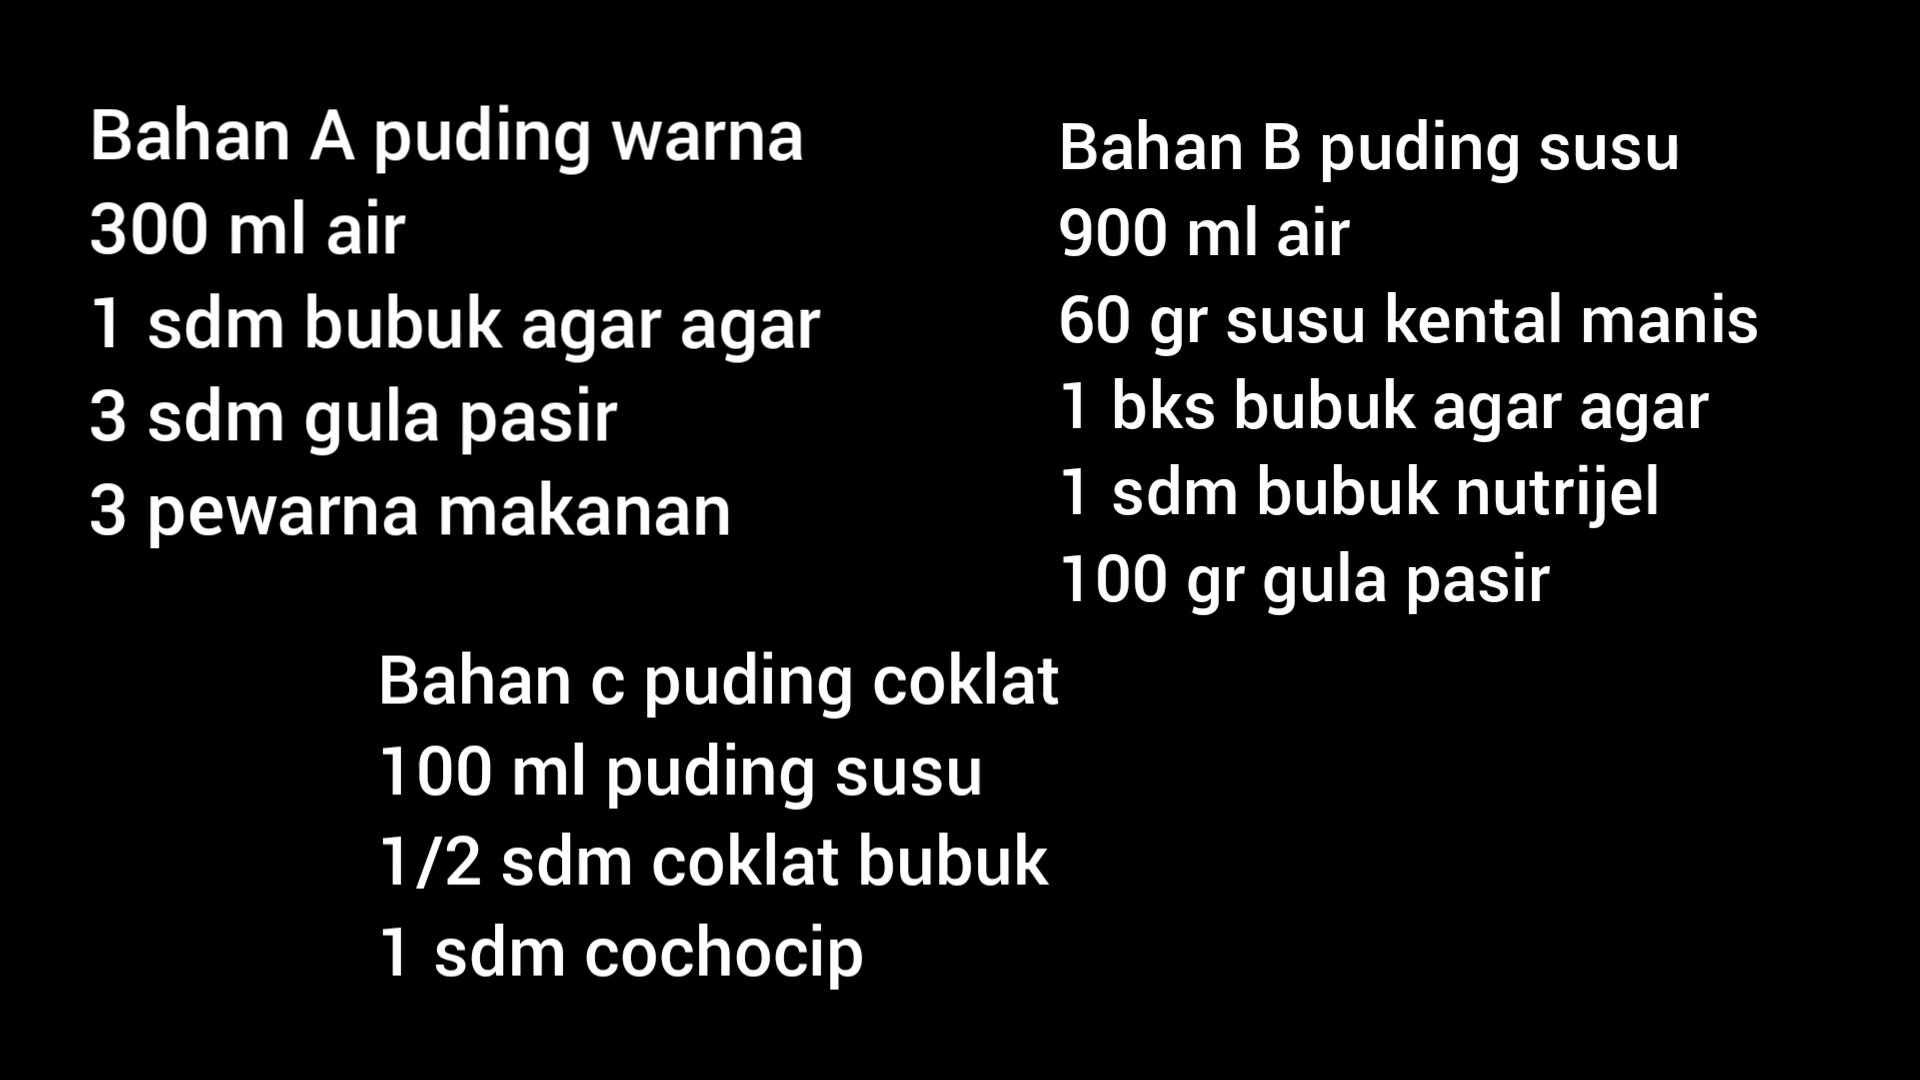 Bahan A puding warna
300 ml air
1 sdm bubuk agar agar
3 sdm gula pasir
3 pewarna makanan
Bahan B puding susu
900 ml air
60 gr susu kental manis
1 bks bubuk agar agar
1 sdm bubuk nutrijel
100 gr gula pasir
Bahan c puding coklat
100 ml puding susu
1/2 sdm coklat bubuk
1 sdm cochocip